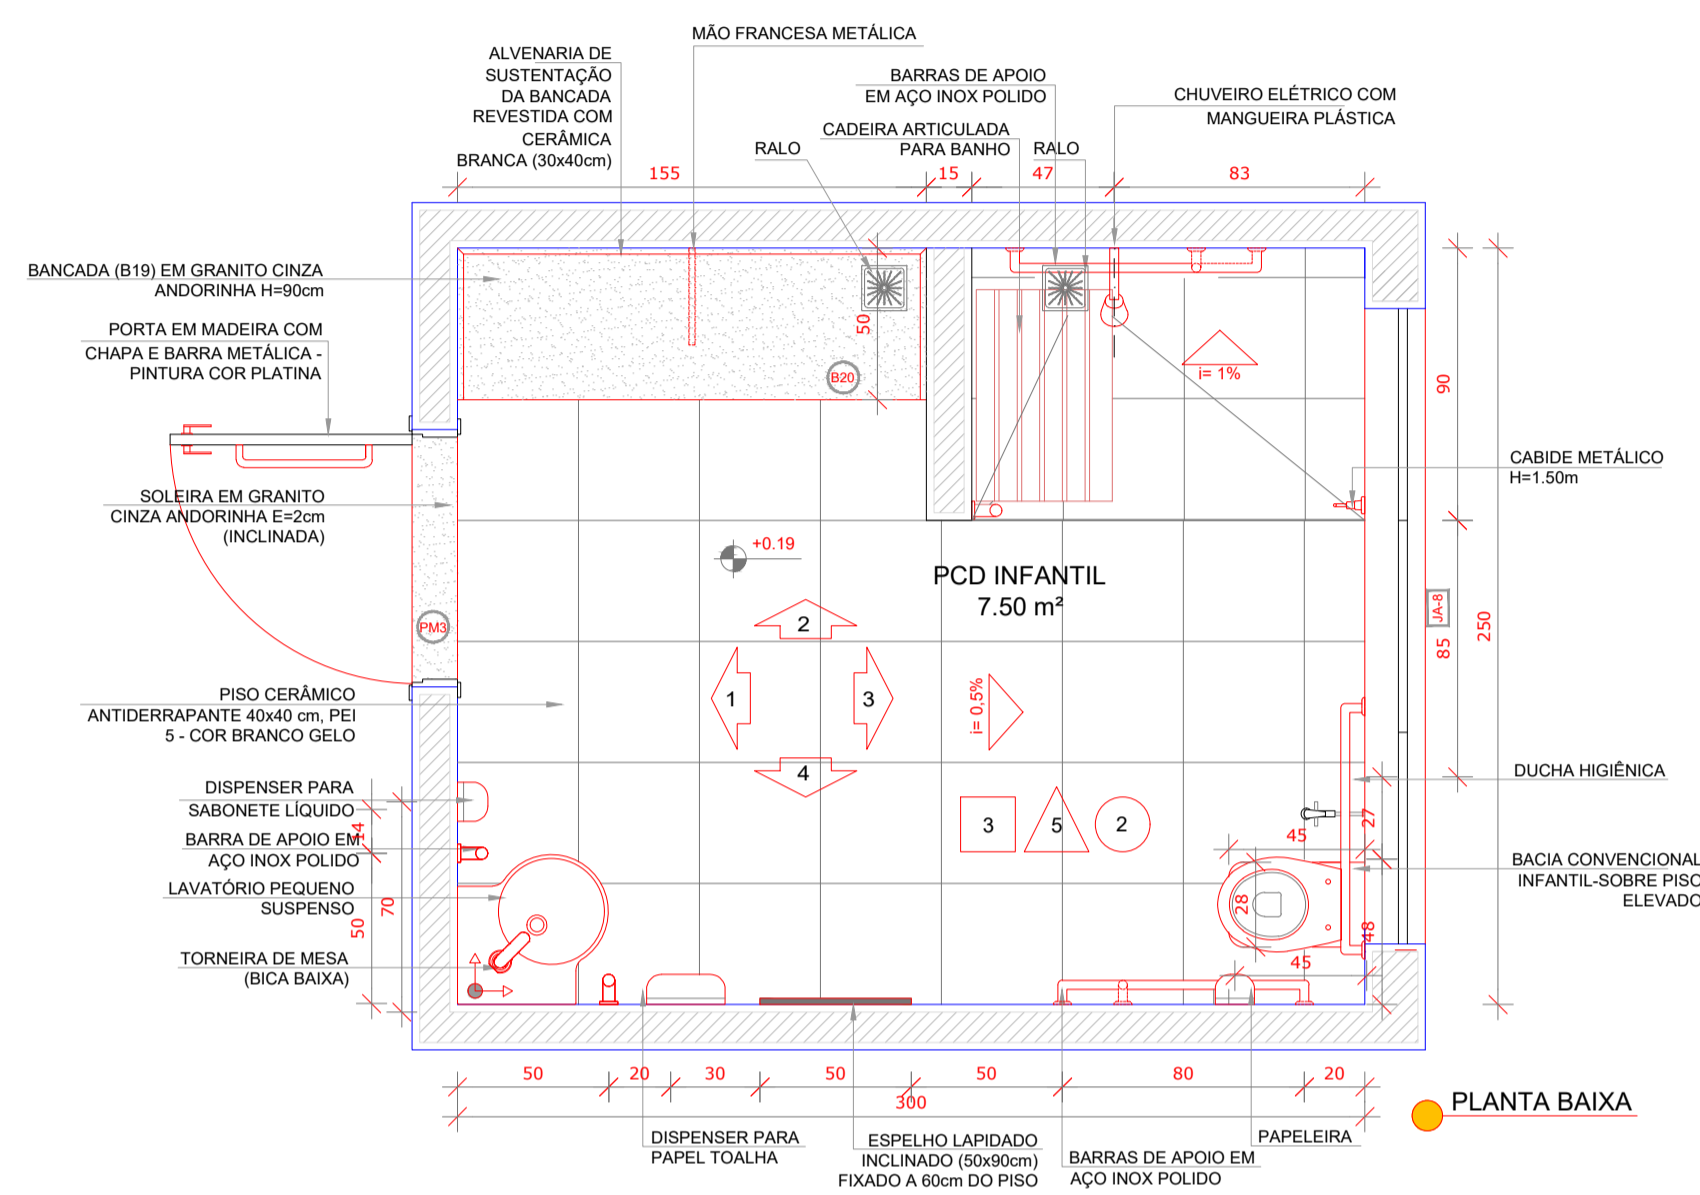 MÃO FRANCESA METÁLICA
ALVENARIA DE
SUSTENTAÇÃO
DA BANCADA
REVESTIDA COM
CERÂMICA
BRANCA (30x40cm)
BARRAS DE APOIO
EM AÇO INOX POLIDO
CHUVEIRO ELÉTRICO COM
MANGUEIRA PLÁSTICA
CADEIRA ARTICULADA
PARA BANHO
RALO
RALO
155
15
47
83
BANCADA (B19) EM GRANITO CINZA
ANDORINHA H=90cm
PORTA EM MADEIRA COM
CHAPA E BARRA METÁLICA -
PINTURA COR PLATINA
50
B20
i= 1%
90
CABIDE METÁLICO
H=1.50m
SOLEIRA EM GRANITO
CINZA ANDORINHA E=2cm
(INCLINADA)
+0.19
PCD INFANTIL
7.50 m²
PM3
JA-8
85
250
2
1
3
4
i= 0,5%
PISO CERÂMICO
ANTIDERRAPANTE 40x40 cm, PEI
5 - COR BRANCO GELO
DUCHA HIGIÊNICA
DISPENSER PARA
SABONETE LÍQUIDO
14
BARRA DE APOIO EM
AÇO INOX POLIDO
3
5
2
45
27
BACIA CONVENCIONAL
INFANTIL-SOBRE PISO
ELEVADO
LAVATÓRIO PEQUENO
SUSPENSO
70
50
28
48
45
TORNEIRA DE MESA
(BICA BAIXA)
50
20
30
50
50
80
20
300
PLANTA BAIXA
DISPENSER PARA
PAPEL TOALHA
ESPELHO LAPIDADO
INCLINADO (50x90cm)
FIXADO A 60cm DO PISO
BARRAS DE APOIO EM
AÇO INOX POLIDO
PAPELEIRA